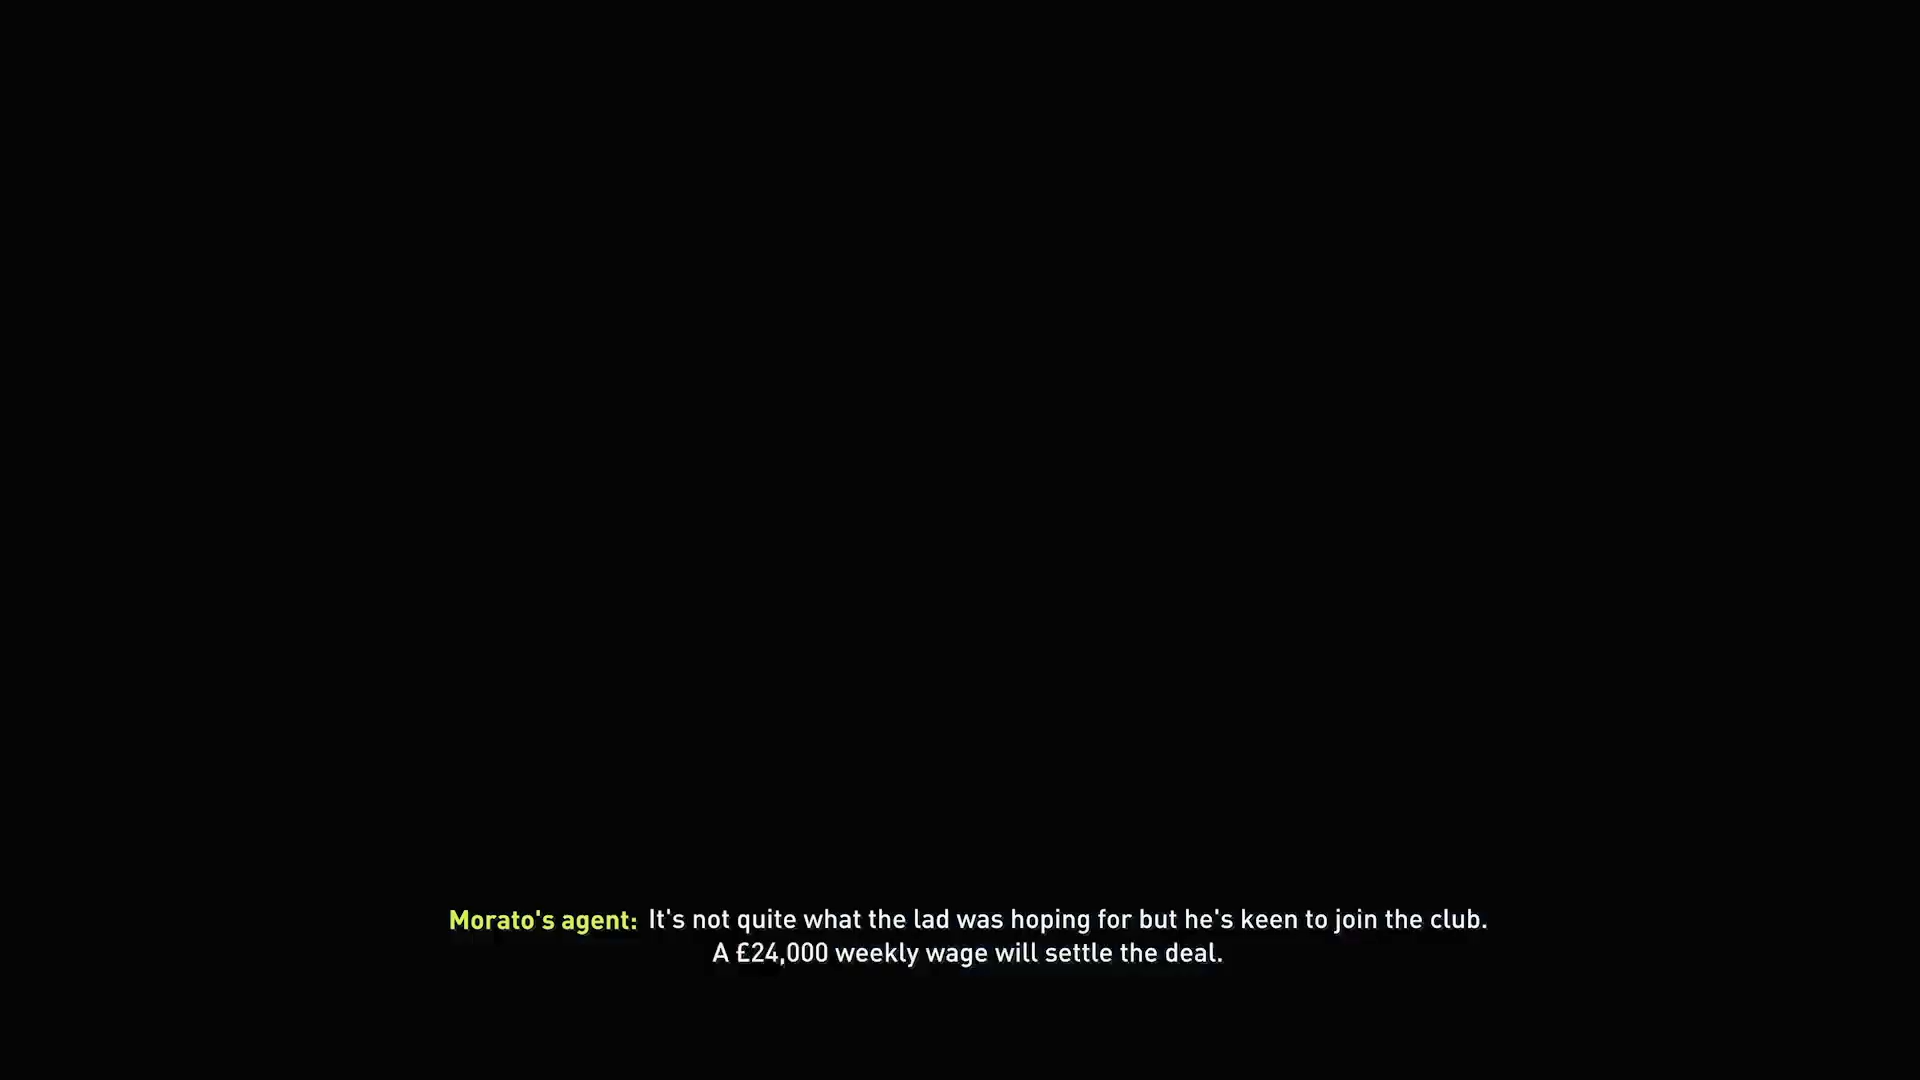 Morato's agent: It's not quite what the lad was hoping for but he's keen to join the club.
A £24,000 weekly wage will settle the deal.